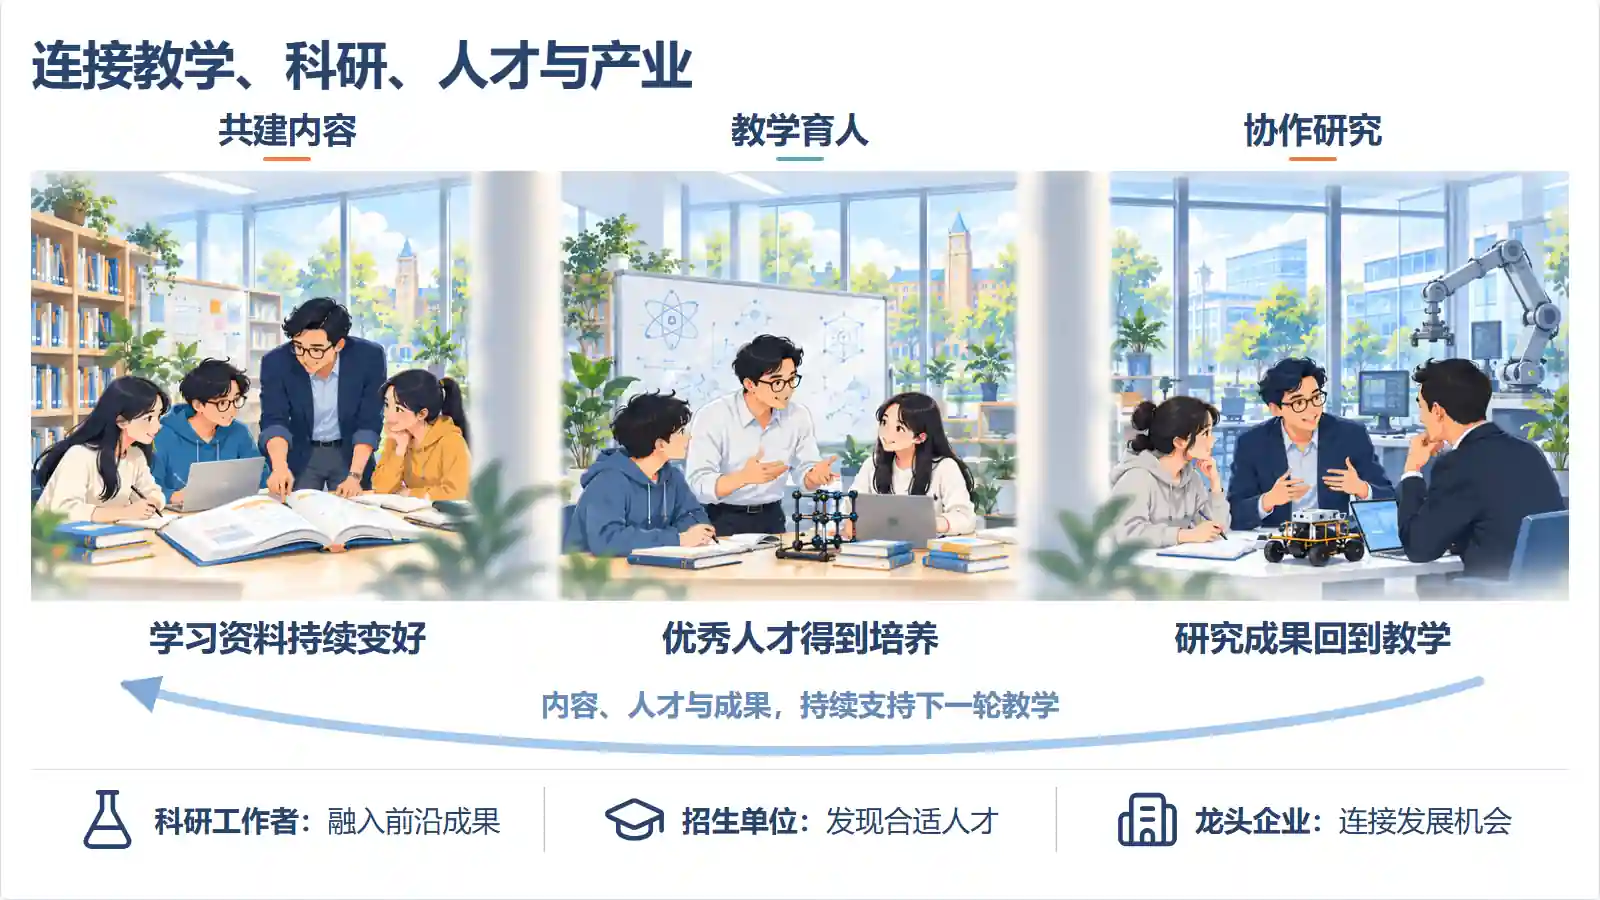 连接教学、科研、人才与产业
共建内容
教学育人
协作研究
学习资料持续变好
优秀人才得到培养
研究成果回到教学
内容、人才与成果，持续支持下一轮教学
科研工作者：融入前沿成果
招生单位：发现合适人才
龙头企业：连接发展机会